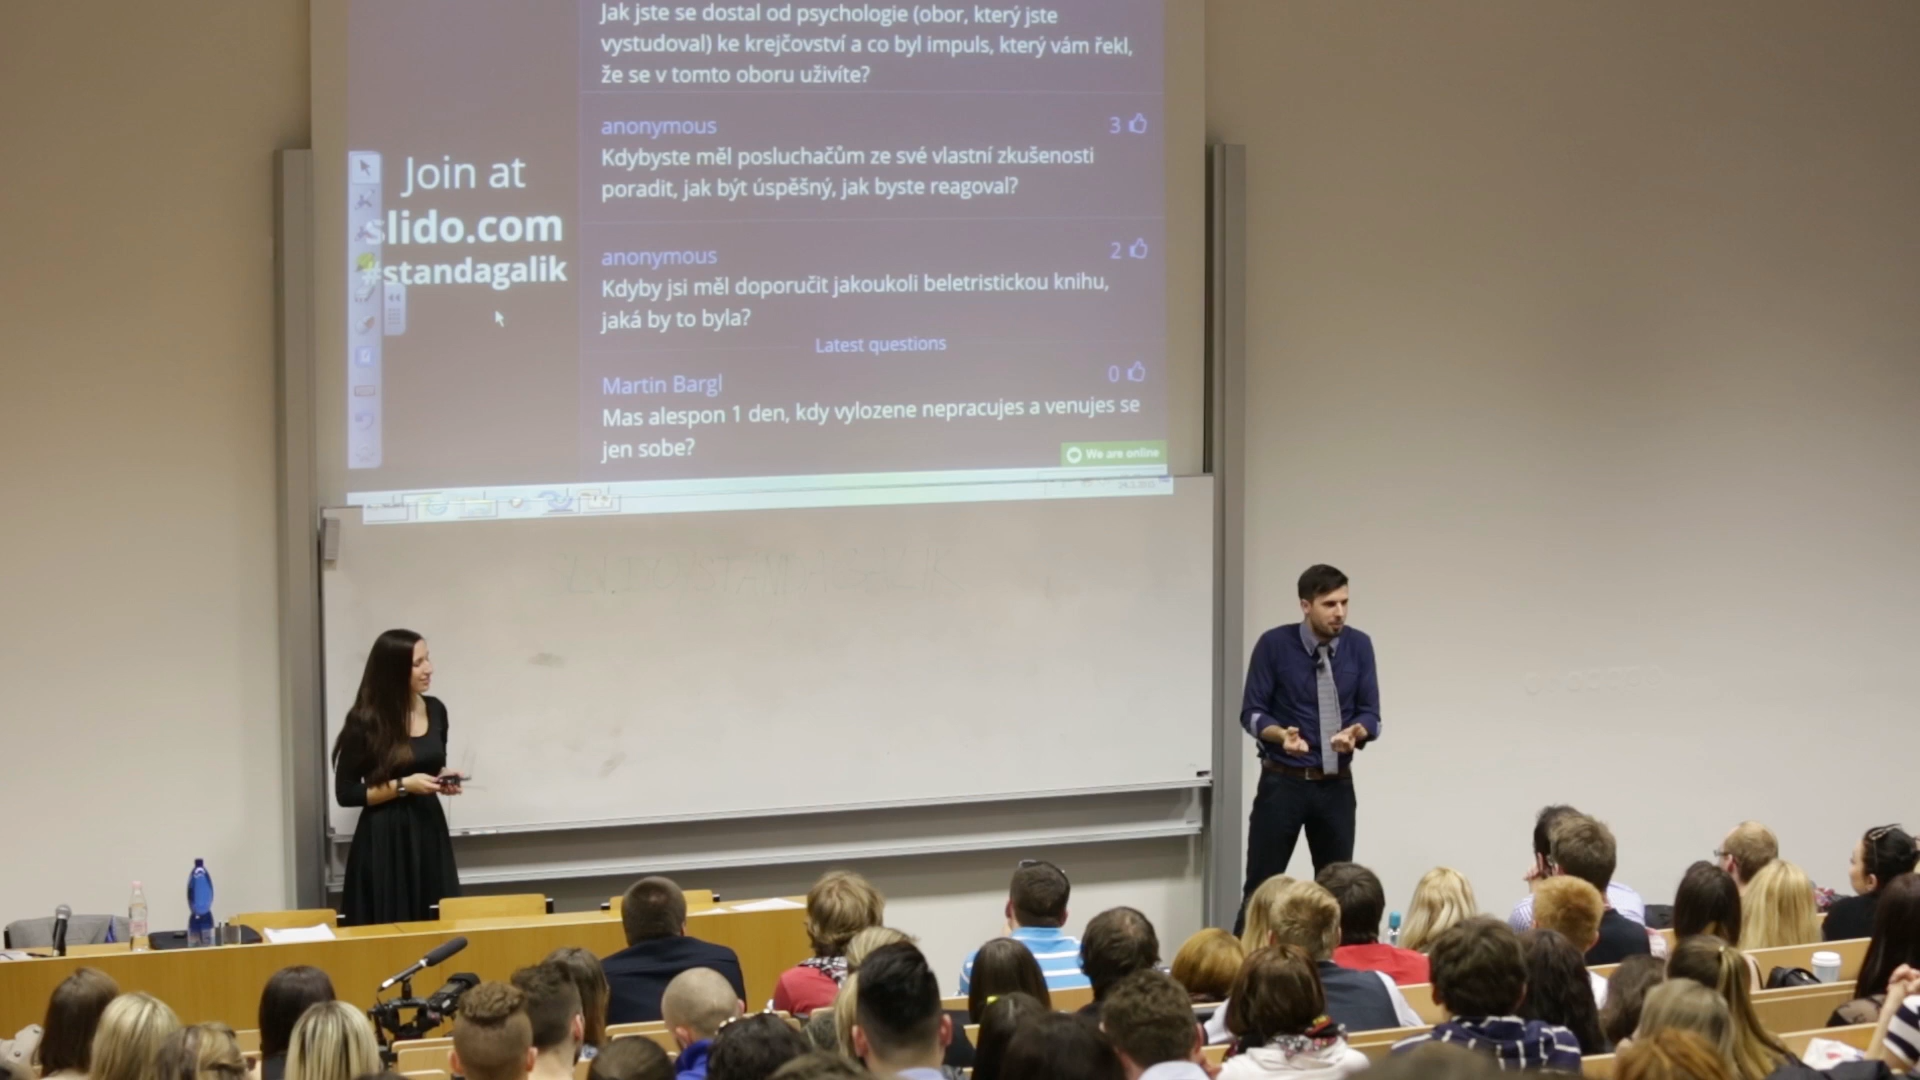 Jak jste se dostal od psychologie (obor, který jste
vystudoval) ke krejčovství a co byl impuls, který vám řekl,
že se v tomto oboru uživíte?
anonymous
3
Kdybyste měl posluchačům ze své vlastní zkušenosti
poradit, jak být úspěšný, jak byste reagoval?
Join at
slido.com
#standagalik
anonymous
2
Kdyby jsi měl doporučit jakoukoli beletristickou knihu,
jaká by to byla?
Latest questions
Martin Bargl
0
Mas alespon 1 den, kdy vylozene nepracujes a venujes se
jen sobe?
We are online